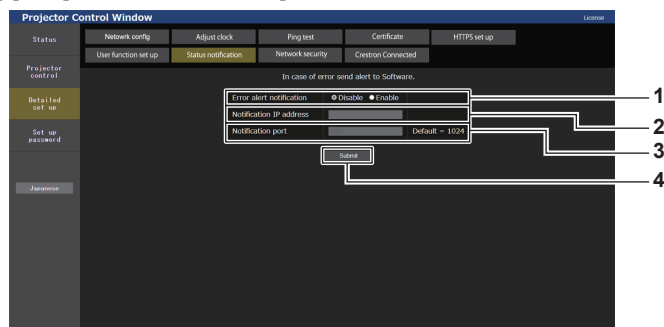 Projector Control Window
License
Status
Netowrk config
Adjust clock
Ping test
Certificate
HTTPS set up
User function set up
Status notification
Network security
Crestron Connected
Projector
control
In case of error send alert to Software.
Detailed
set up
Error alert notification
Disable
Enable
1
Notification IP address
2
Set up
password
Notification port
Default = 1024
3
Submit
4
Japanese